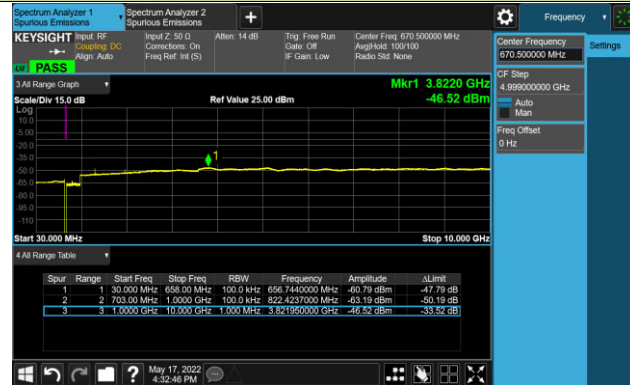 Spectrum Analyzer 1
Spurious Emissions
Spectrum Analyzer 2
Spurious Emissions
+
Frequency
KEYSIGHT
Input: RF
Coupling: DC
Align: Auto
Input Z: 50 Ω
Corrections: On
Freq Ref: Int (S)
Atten: 14 dB
Trig: Free Run
Gate: Off
IF Gain: Low
Center Freq: 670.500000 MHz
Avg|Hold: 100/100
Radio Std: None
PASS
Center Frequency
670.500000 MHz
Settings
CF Step
4.999000000 GHz
Auto
Man
Freq Offset
0 Hz
3 All Range Graph
Mkr1 3.8220 GHz
-46.52 dBm
Scale/Div 15.0 dB
Ref Value 25.00 dBm
Log
10.0
-5.00
-20.0
-35.0
-50.0
-65.0
-80.0
-95.0
-110
1
Start 30.000 MHz
Stop 10.000 GHz
4 All Range Table
Spur Range Start Freq Stop Freq RBW Frequency Amplitude ΔLimit
1 1 30.000 MHz 658.00 MHz 100.0 kHz 656.7440000 MHz -60.79 dBm -47.79 dB
2 2 703.00 MHz 1.0000 GHz 100.0 kHz 822.4237000 MHz -63.19 dBm -50.19 dB
3 3 1.0000 GHz 10.000 GHz 1.000 MHz 3.821950000 GHz -46.52 dBm -33.52 dB
?
May 17, 2022
4:32:46 PM